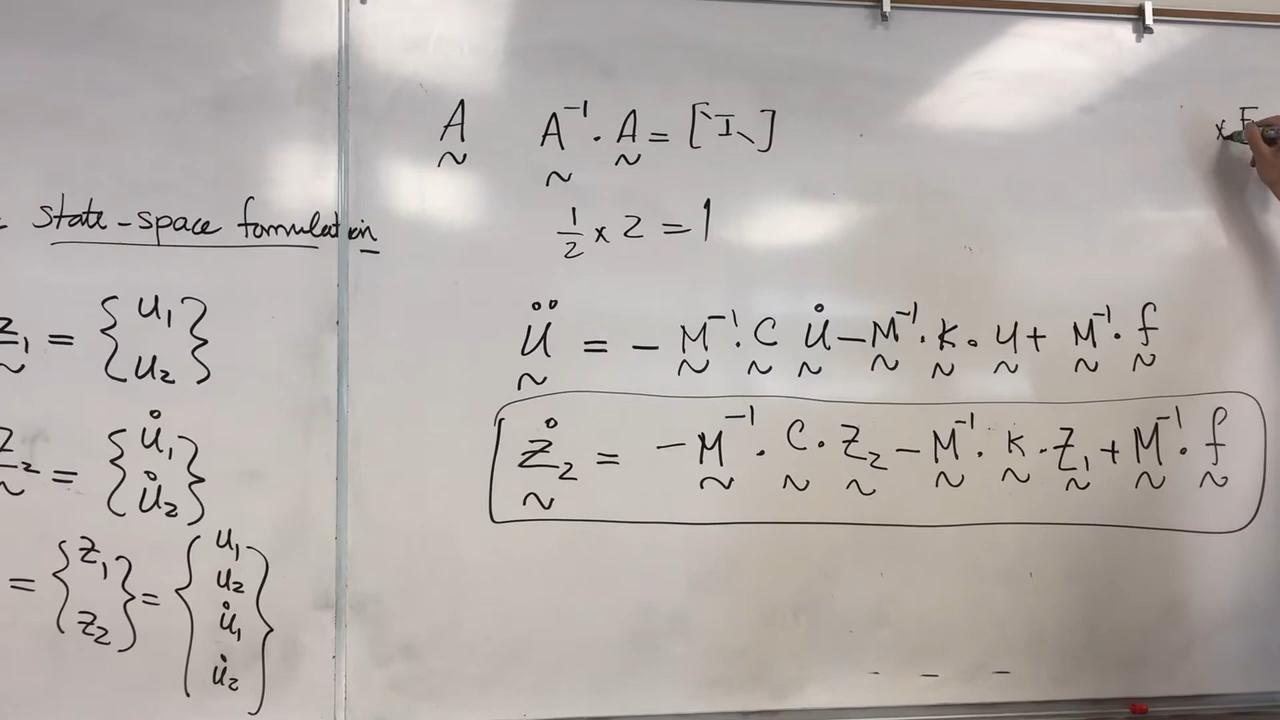 state-space formulation
z₁ = { u₁ u₂ }
z₂ = { u̇₁ u̇₂ }
= { z₁ z₂ } = { u₁ u₂ u̇₁ u̇₂ }
A A⁻¹ · A = [ I ]
1/2 × 2 = 1
ü = - M⁻¹ · C u̇ - M⁻¹ · K · u + M⁻¹ · f
ż₂ = - M⁻¹ · C · z₂ - M⁻¹ · K · z₁ + M⁻¹ · f
x F